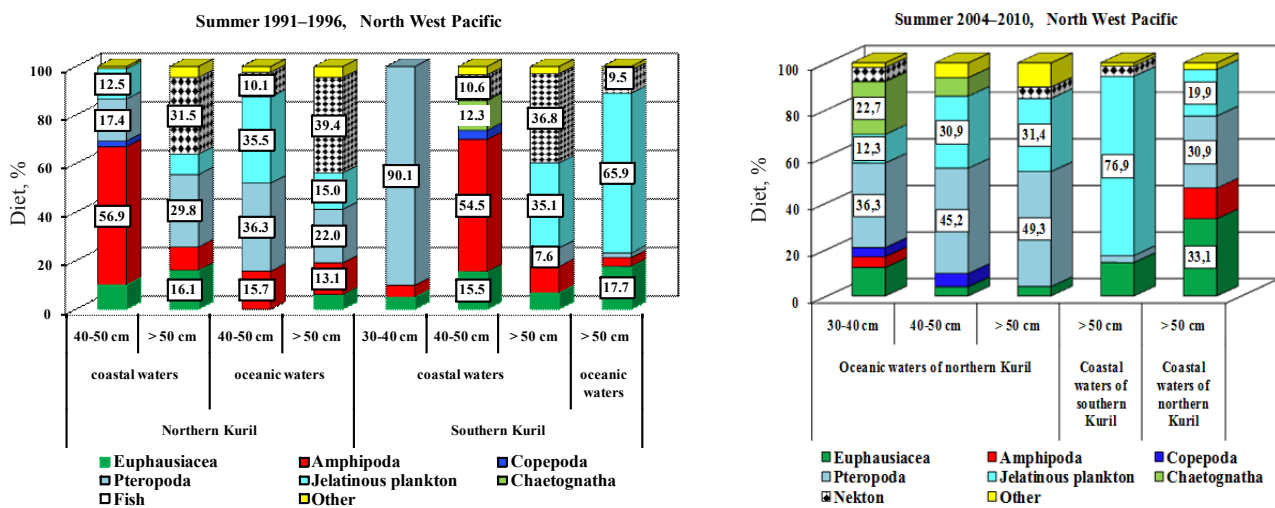 Summer 1991–1996, North West Pacific
Diet, %
100
80
60
40
20
0
12.5
17.4
56.9
31.5
29.8
16.1
10.1
35.5
36.3
15.7
39.4
15.0
22.0
13.1
90.1
10.6
12.3
54.5
15.5
36.8
35.1
7.6
9.5
65.9
17.7
40-50 cm > 50 cm 40-50 cm > 50 cm 30-40 cm 40-50 cm > 50 cm > 50 cm
coastal waters oceanic waters coastal waters oceanic
waters
Northern Kuril Southern Kuril
Euphausiacea Amphipoda Copepoda
Pteropoda Jelatinous plankton Chaetognatha
Fish Other
Summer 2004–2010, North West Pacific
Diet, %
100
80
60
40
20
0
22,7
12,3
36,3
30,9
45,2
31,4
49,3
76,9
19,9
30,9
33,1
30-40 cm 40-50 cm > 50 cm > 50 cm > 50 cm
Oceanic waters of northern Kuril
Coastal
waters of
southern
Kuril
Coastal
waters of
northern
Kuril
Euphausiacea Amphipoda Copepoda
Pteropoda Jelatinous plankton Chaetognatha
Nekton Other